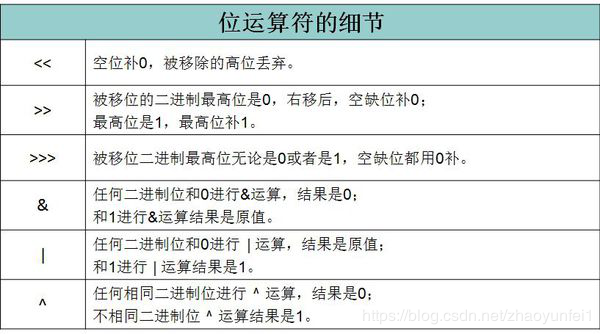 位运算符的细节
<<
空位补0，被移除的高位丢弃。
>>
被移位的二进制最高位是0，右移后，空缺位补0；
最高位是1，最高位补1。
>>>
被移位二进制最高位无论是0或者是1，空缺位都用0补。
&
任何二进制位和0进行&运算，结果是0；
和1进行&运算结果是原值。
|
任何二进制位和0进行 | 运算，结果是原值；
和1进行 | 运算结果是1。
^
任何相同二进制位进行 ^ 运算，结果是0；
不相同二进制位 ^ 运算结果是1。
https://blog.csdn.net/zhaoyunfei1